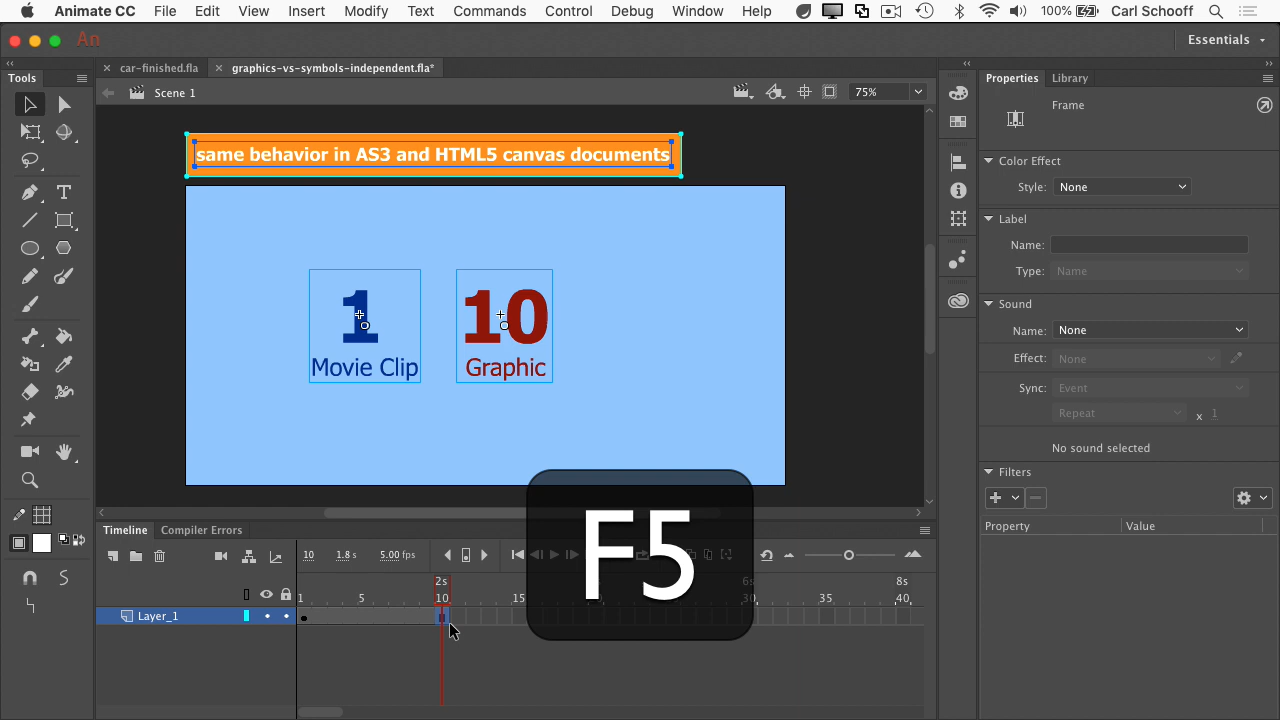 Animate CC File Edit View Insert Modify Text Commands Control Debug Window Help 100% Carl Schooff
An Essentials
car-finished.fla graphics-vs-symbols-independent.fla*
Tools Properties Library
Scene 1 75%
Frame
same behavior in AS3 and HTML5 canvas documents
Color Effect
Style: None
Label
Name:
Type: Name
1 10
Movie Clip Graphic
Sound
Name: None
Effect: None
Sync: Event
Repeat x 1
No sound selected
Filters
Property Value
F5
Timeline Compiler Errors
10 1.8 s 5.00 fps
2s 6s 8s
1 5 10 15 30 35 40
Layer_1